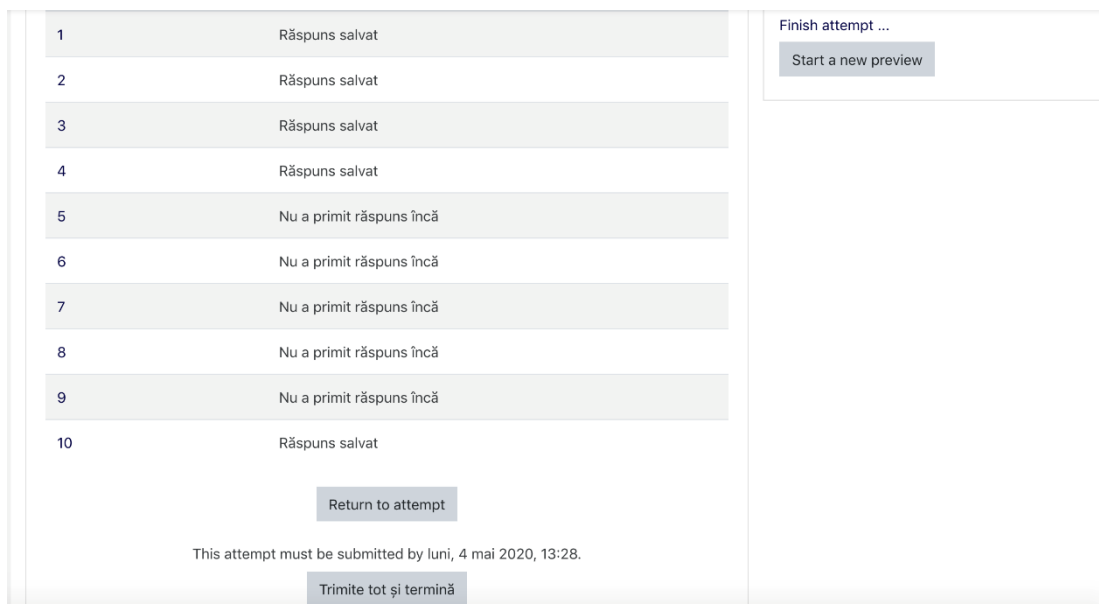 1 Răspuns salvat
2 Răspuns salvat
3 Răspuns salvat
4 Răspuns salvat
5 Nu a primit răspuns încă
6 Nu a primit răspuns încă
7 Nu a primit răspuns încă
8 Nu a primit răspuns încă
9 Nu a primit răspuns încă
10 Răspuns salvat
Return to attempt
This attempt must be submitted by luni, 4 mai 2020, 13:28.
Trimite tot și termină
Finish attempt ...
Start a new preview